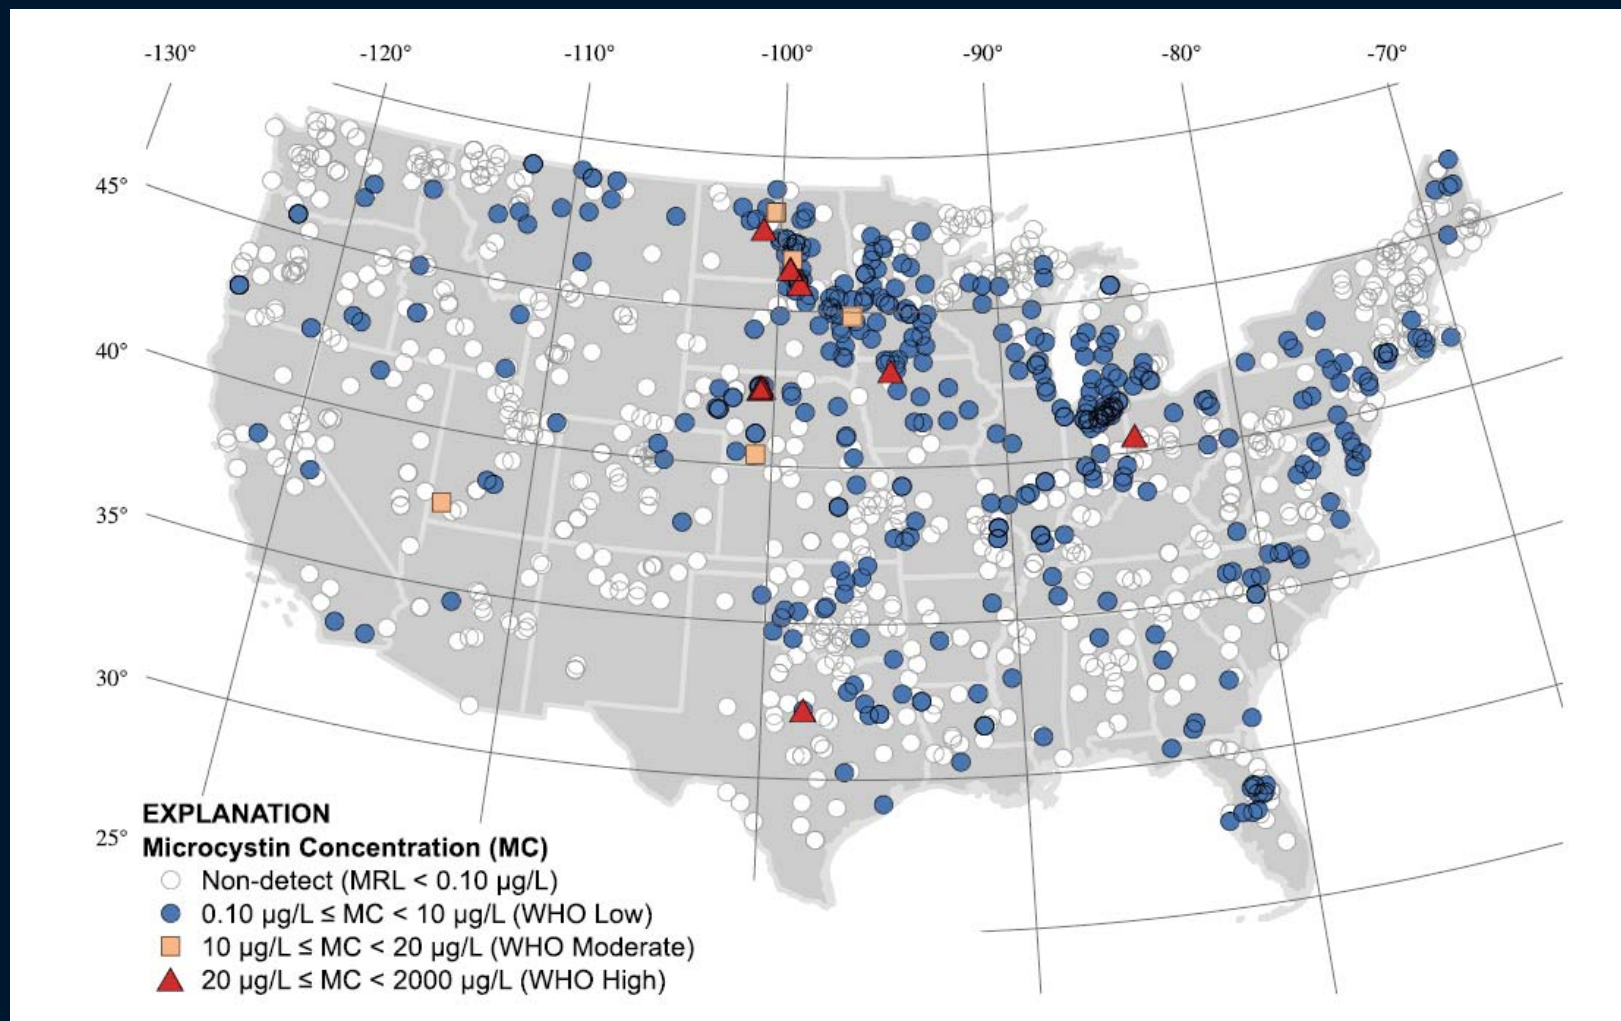 -130° -120° -110° -100° -90° -80° -70°
45°
40°
35°
30°
25°
EXPLANATION
Microcystin Concentration (MC)
Non-detect (MRL < 0.10 µg/L)
0.10 µg/L ≤ MC < 10 µg/L (WHO Low)
10 µg/L ≤ MC < 20 µg/L (WHO Moderate)
20 µg/L ≤ MC < 2000 µg/L (WHO High)